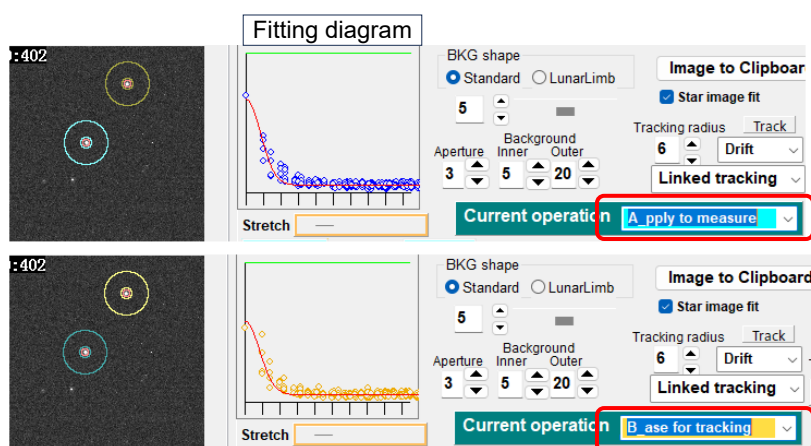 Fitting diagram
:402
BKG shape
Standard LunarLimb
5
Image to Clipboar
Star image fit
Tracking radius Track
6 Drift
Background
Aperture Inner Outer
3 5 20
Linked tracking
Current operation A_pply to measure
Stretch
:402
BKG shape
Standard LunarLimb
5
Image to Clipboard
Star image fit
Tracking radius Track
6 Drift
Background
Aperture Inner Outer
3 5 20
Linked tracking
Current operation B_ase for tracking
Stretch